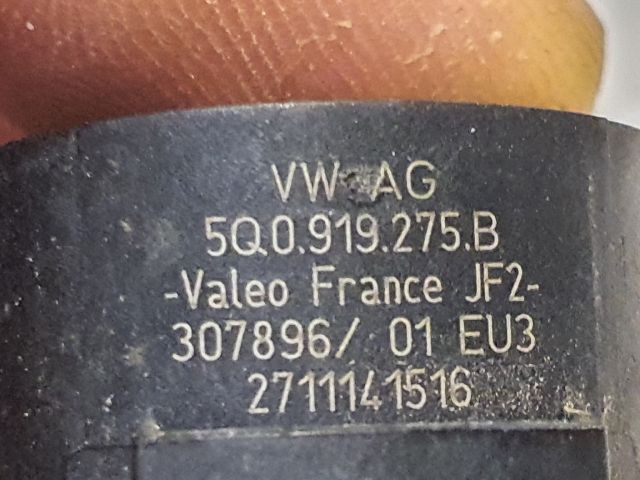 VW AG
5Q0.919.275.B
-Valeo France JF2-
307896/ 01 EU3
2711141516